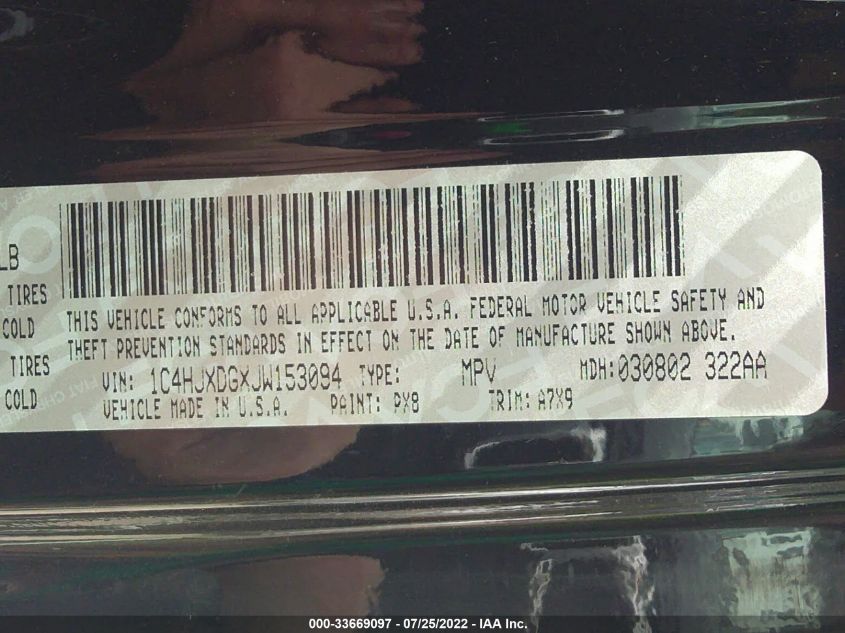 LB
TIRES
COLD
TIRES
COLD
THIS VEHICLE CONFORMS TO ALL APPLICABLE U.S.A. FEDERAL MOTOR VEHICLE SAFETY AND
THEFT PREVENTION STANDARDS IN EFFECT ON THE DATE OF MANUFACTURE SHOWN ABOVE.
VIN: 1C4HJXDGXJW153094 TYPE: MPV MDH: 030802 322AA
VEHICLE MADE IN U.S.A. PAINT: PX8 TRIM: A7X9
000-33669097 - 07/25/2022 - IAA Inc.